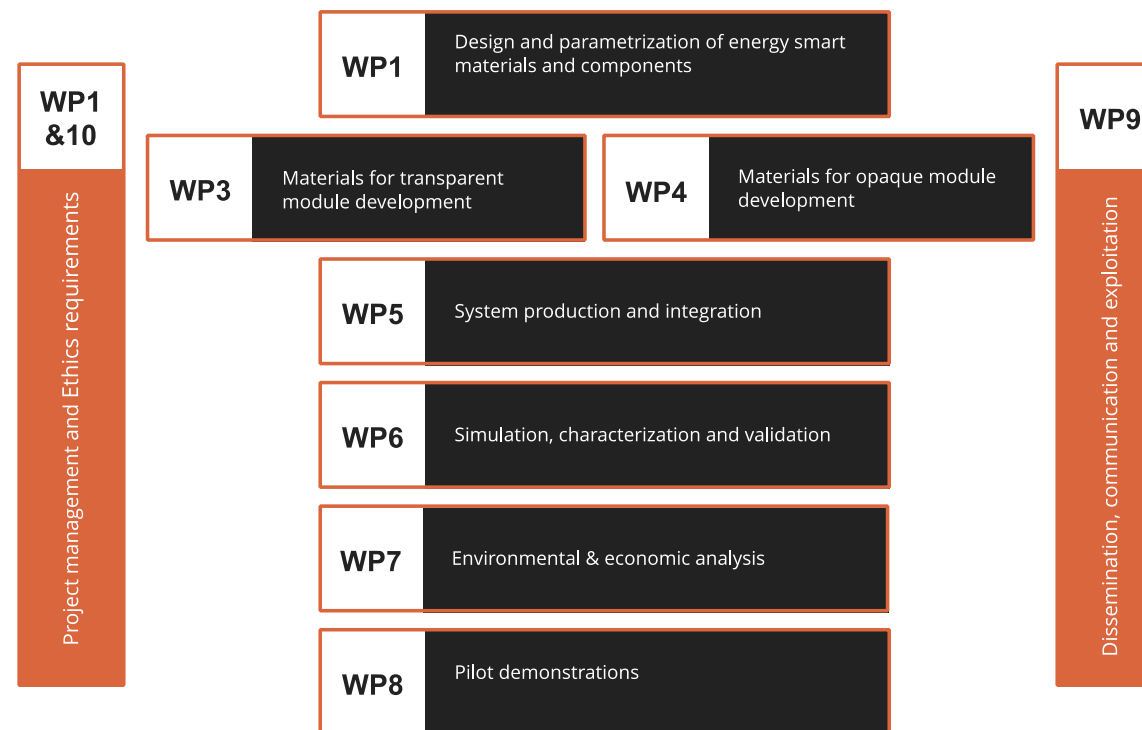 WP1
&10
Project management and Ethics requirements
WP1
Design and parametrization of energy smart
materials and components
WP3
Materials for transparent
module development
WP4
Materials for opaque module
development
WP5
System production and integration
WP6
Simulation, characterization and validation
WP7
Environmental & economic analysis
WP8
Pilot demonstrations
WP9
Dissemination, communication and exploitation